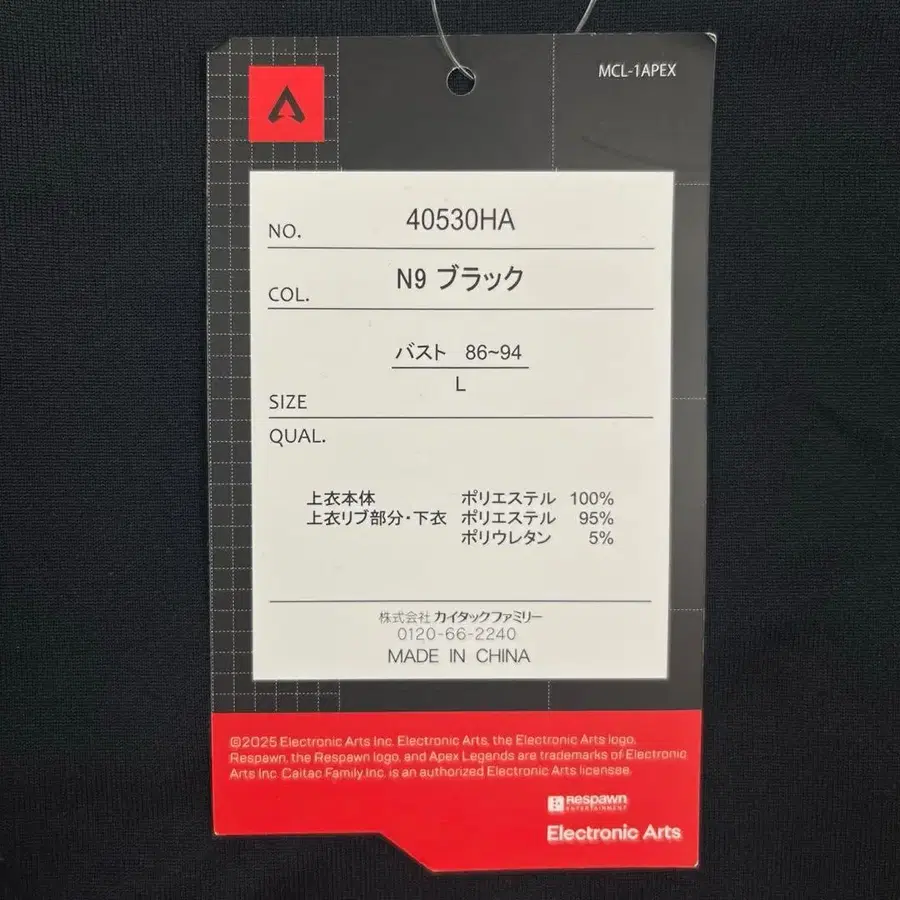 MCL-1APEX
NO. 40530HA
COL. N9 ブラック
バスト 86~94
L
SIZE
QUAL.
上衣本体 ポリエステル 100%
上衣リブ部分・下衣 ポリエステル 95%
ポリウレタン 5%
株式会社 カイタックファミリー
0120-66-2240
MADE IN CHINA
©2025 Electronic Arts Inc. Electronic Arts, the Electronic Arts logo,
Respawn, the Respawn logo, and Apex Legends are trademarks of Electronic
Arts Inc. Caitac Family,Inc. is an authorized Electronic Arts licensee.
Respawn
ENTERTAINMENT
Electronic Arts